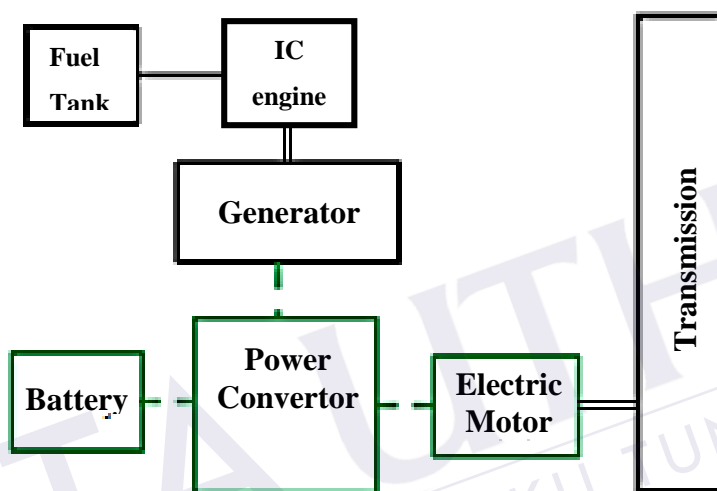 Fuel
Tank
IC
engine
Generator
Transmission
Power
Convertor
Battery
Electric
Motor